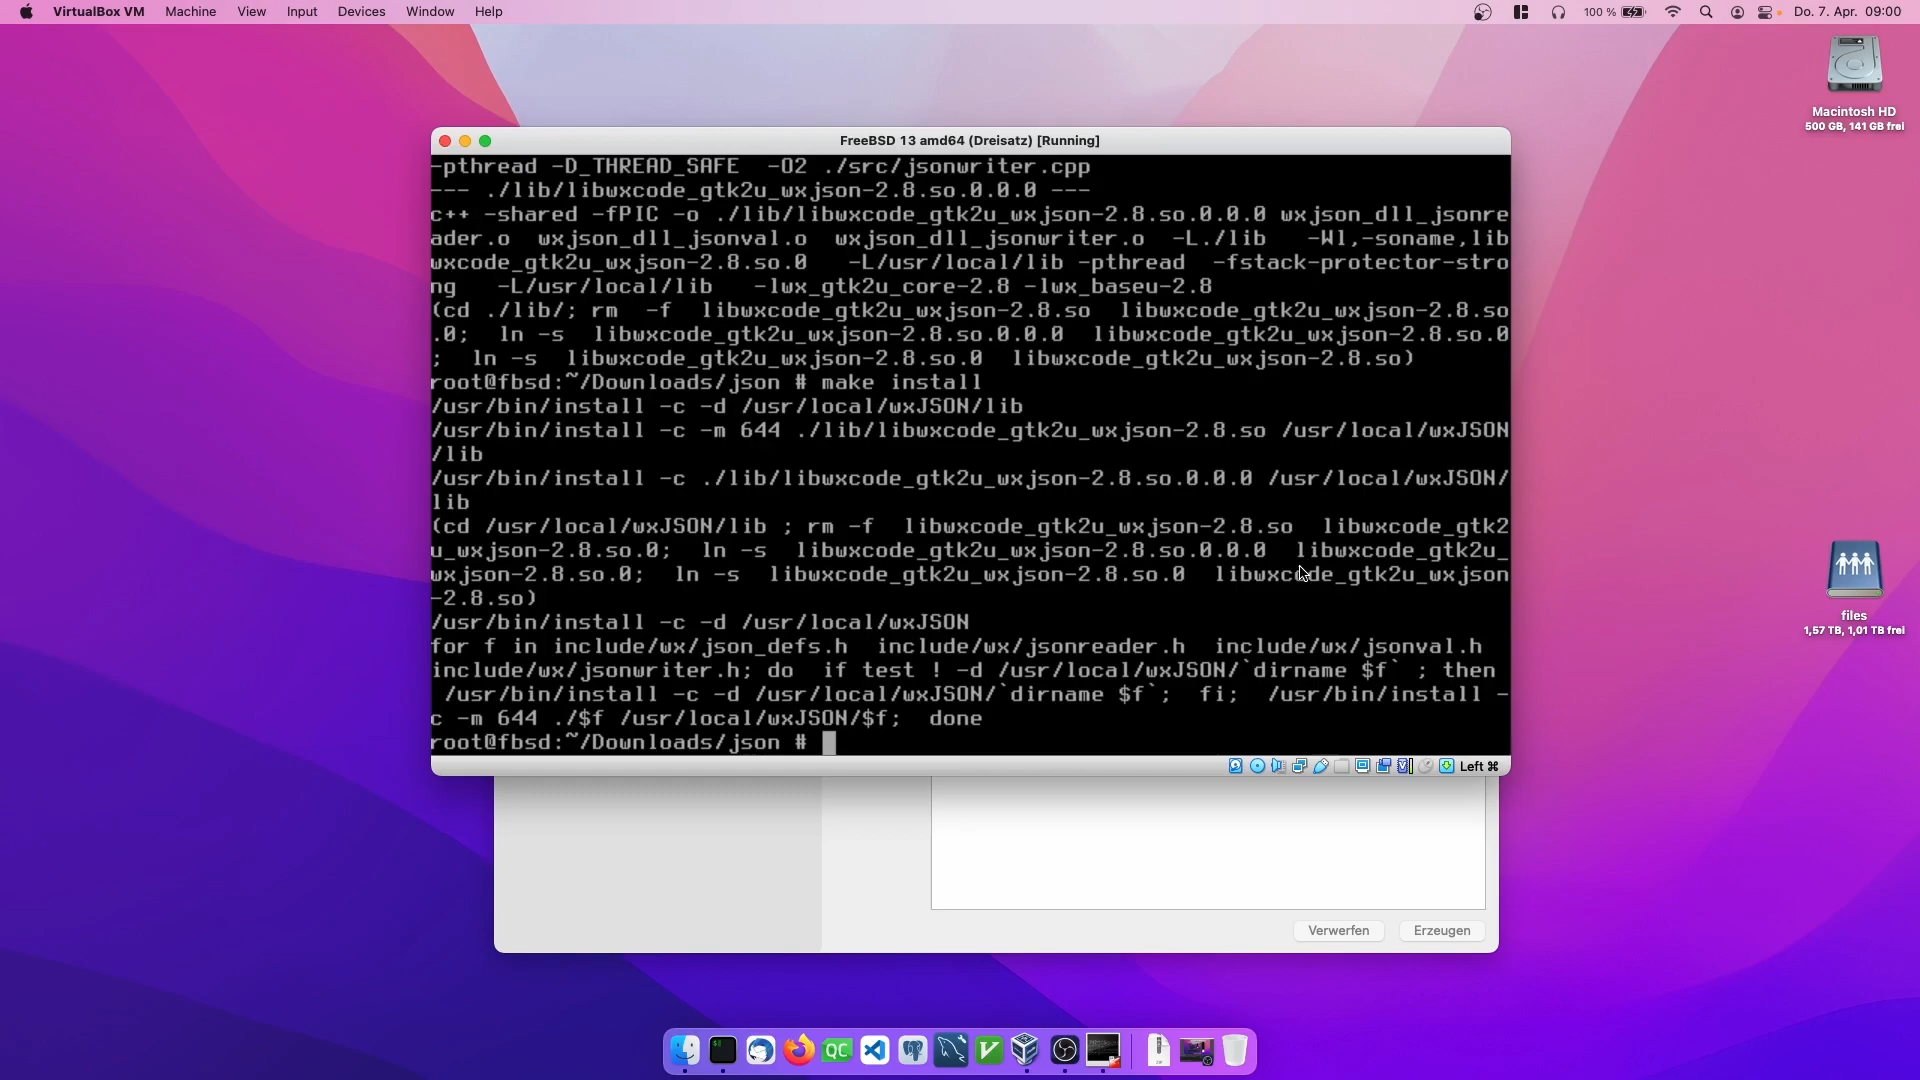 VirtualBox VM Machine View Input Devices Window Help 100 % Do. 7. Apr. 09:00
Macintosh HD
500 GB, 141 GB frei
FreeBSD 13 amd64 (Dreisatz) [Running]
-pthread -D_THREAD_SAFE  -O2 ./src/jsonwriter.cpp
--- ./lib/libwxcode_gtk2u_wxjson-2.8.so.0.0.0 ---
c++ -shared -fPIC -o ./lib/libwxcode_gtk2u_wxjson-2.8.so.0.0.0 wxjson_dll_jsonre
ader.o  wxjson_dll_jsonval.o  wxjson_dll_jsonwriter.o  -L./lib   -Wl,-soname,lib
wxcode_gtk2u_wxjson-2.8.so.0   -L/usr/local/lib -pthread  -fstack-protector-stro
ng   -L/usr/local/lib   -lwx_gtk2u_core-2.8 -lwx_baseu-2.8
(cd ./lib/; rm  -f  libwxcode_gtk2u_wxjson-2.8.so  libwxcode_gtk2u_wxjson-2.8.so
.0;  ln -s  libwxcode_gtk2u_wxjson-2.8.so.0.0.0  libwxcode_gtk2u_wxjson-2.8.so.0
;  ln -s  libwxcode_gtk2u_wxjson-2.8.so.0  libwxcode_gtk2u_wxjson-2.8.so)
root@fbsd:~/Downloads/json # make install
/usr/bin/install -c -d /usr/local/wxJSON/lib
/usr/bin/install -c -m 644 ./lib/libwxcode_gtk2u_wxjson-2.8.so /usr/local/wxJSON
/lib
/usr/bin/install -c ./lib/libwxcode_gtk2u_wxjson-2.8.so.0.0.0 /usr/local/wxJSON/
lib
(cd /usr/local/wxJSON/lib ; rm -f  libwxcode_gtk2u_wxjson-2.8.so  libwxcode_gtk2
u_wxjson-2.8.so.0;  ln -s  libwxcode_gtk2u_wxjson-2.8.so.0.0.0  libwxcode_gtk2u_
wxjson-2.8.so.0;  ln -s  libwxcode_gtk2u_wxjson-2.8.so.0  libwxcode_gtk2u_wxjson
-2.8.so)
/usr/bin/install -c -d /usr/local/wxJSON
for f in include/wx/json_defs.h  include/wx/jsonreader.h  include/wx/jsonval.h
include/wx/jsonwriter.h; do  if test ! -d /usr/local/wxJSON/`dirname $f` ; then
 /usr/bin/install -c -d /usr/local/wxJSON/`dirname $f`;  fi;  /usr/bin/install -
c -m 644 ./$f /usr/local/wxJSON/$f;  done
root@fbsd:~/Downloads/json #
Left ⌘
files
1,57 TB, 1,01 TB frei
Verwerfen Erzeugen
QC